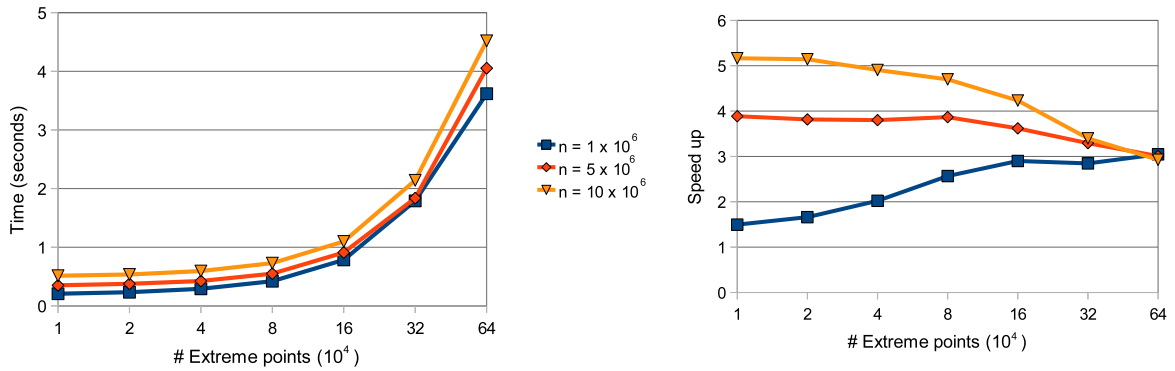 5
4
3
2
1
0
Time (seconds)
1 2 4 8 16 32 64
# Extreme points (10⁴ )
n = 1 x 10⁶
n = 5 x 10⁶
n = 10 x 10⁶
6
5
4
3
2
1
0
Speed up
1 2 4 8 16 32 64
# Extreme points (10⁴ )